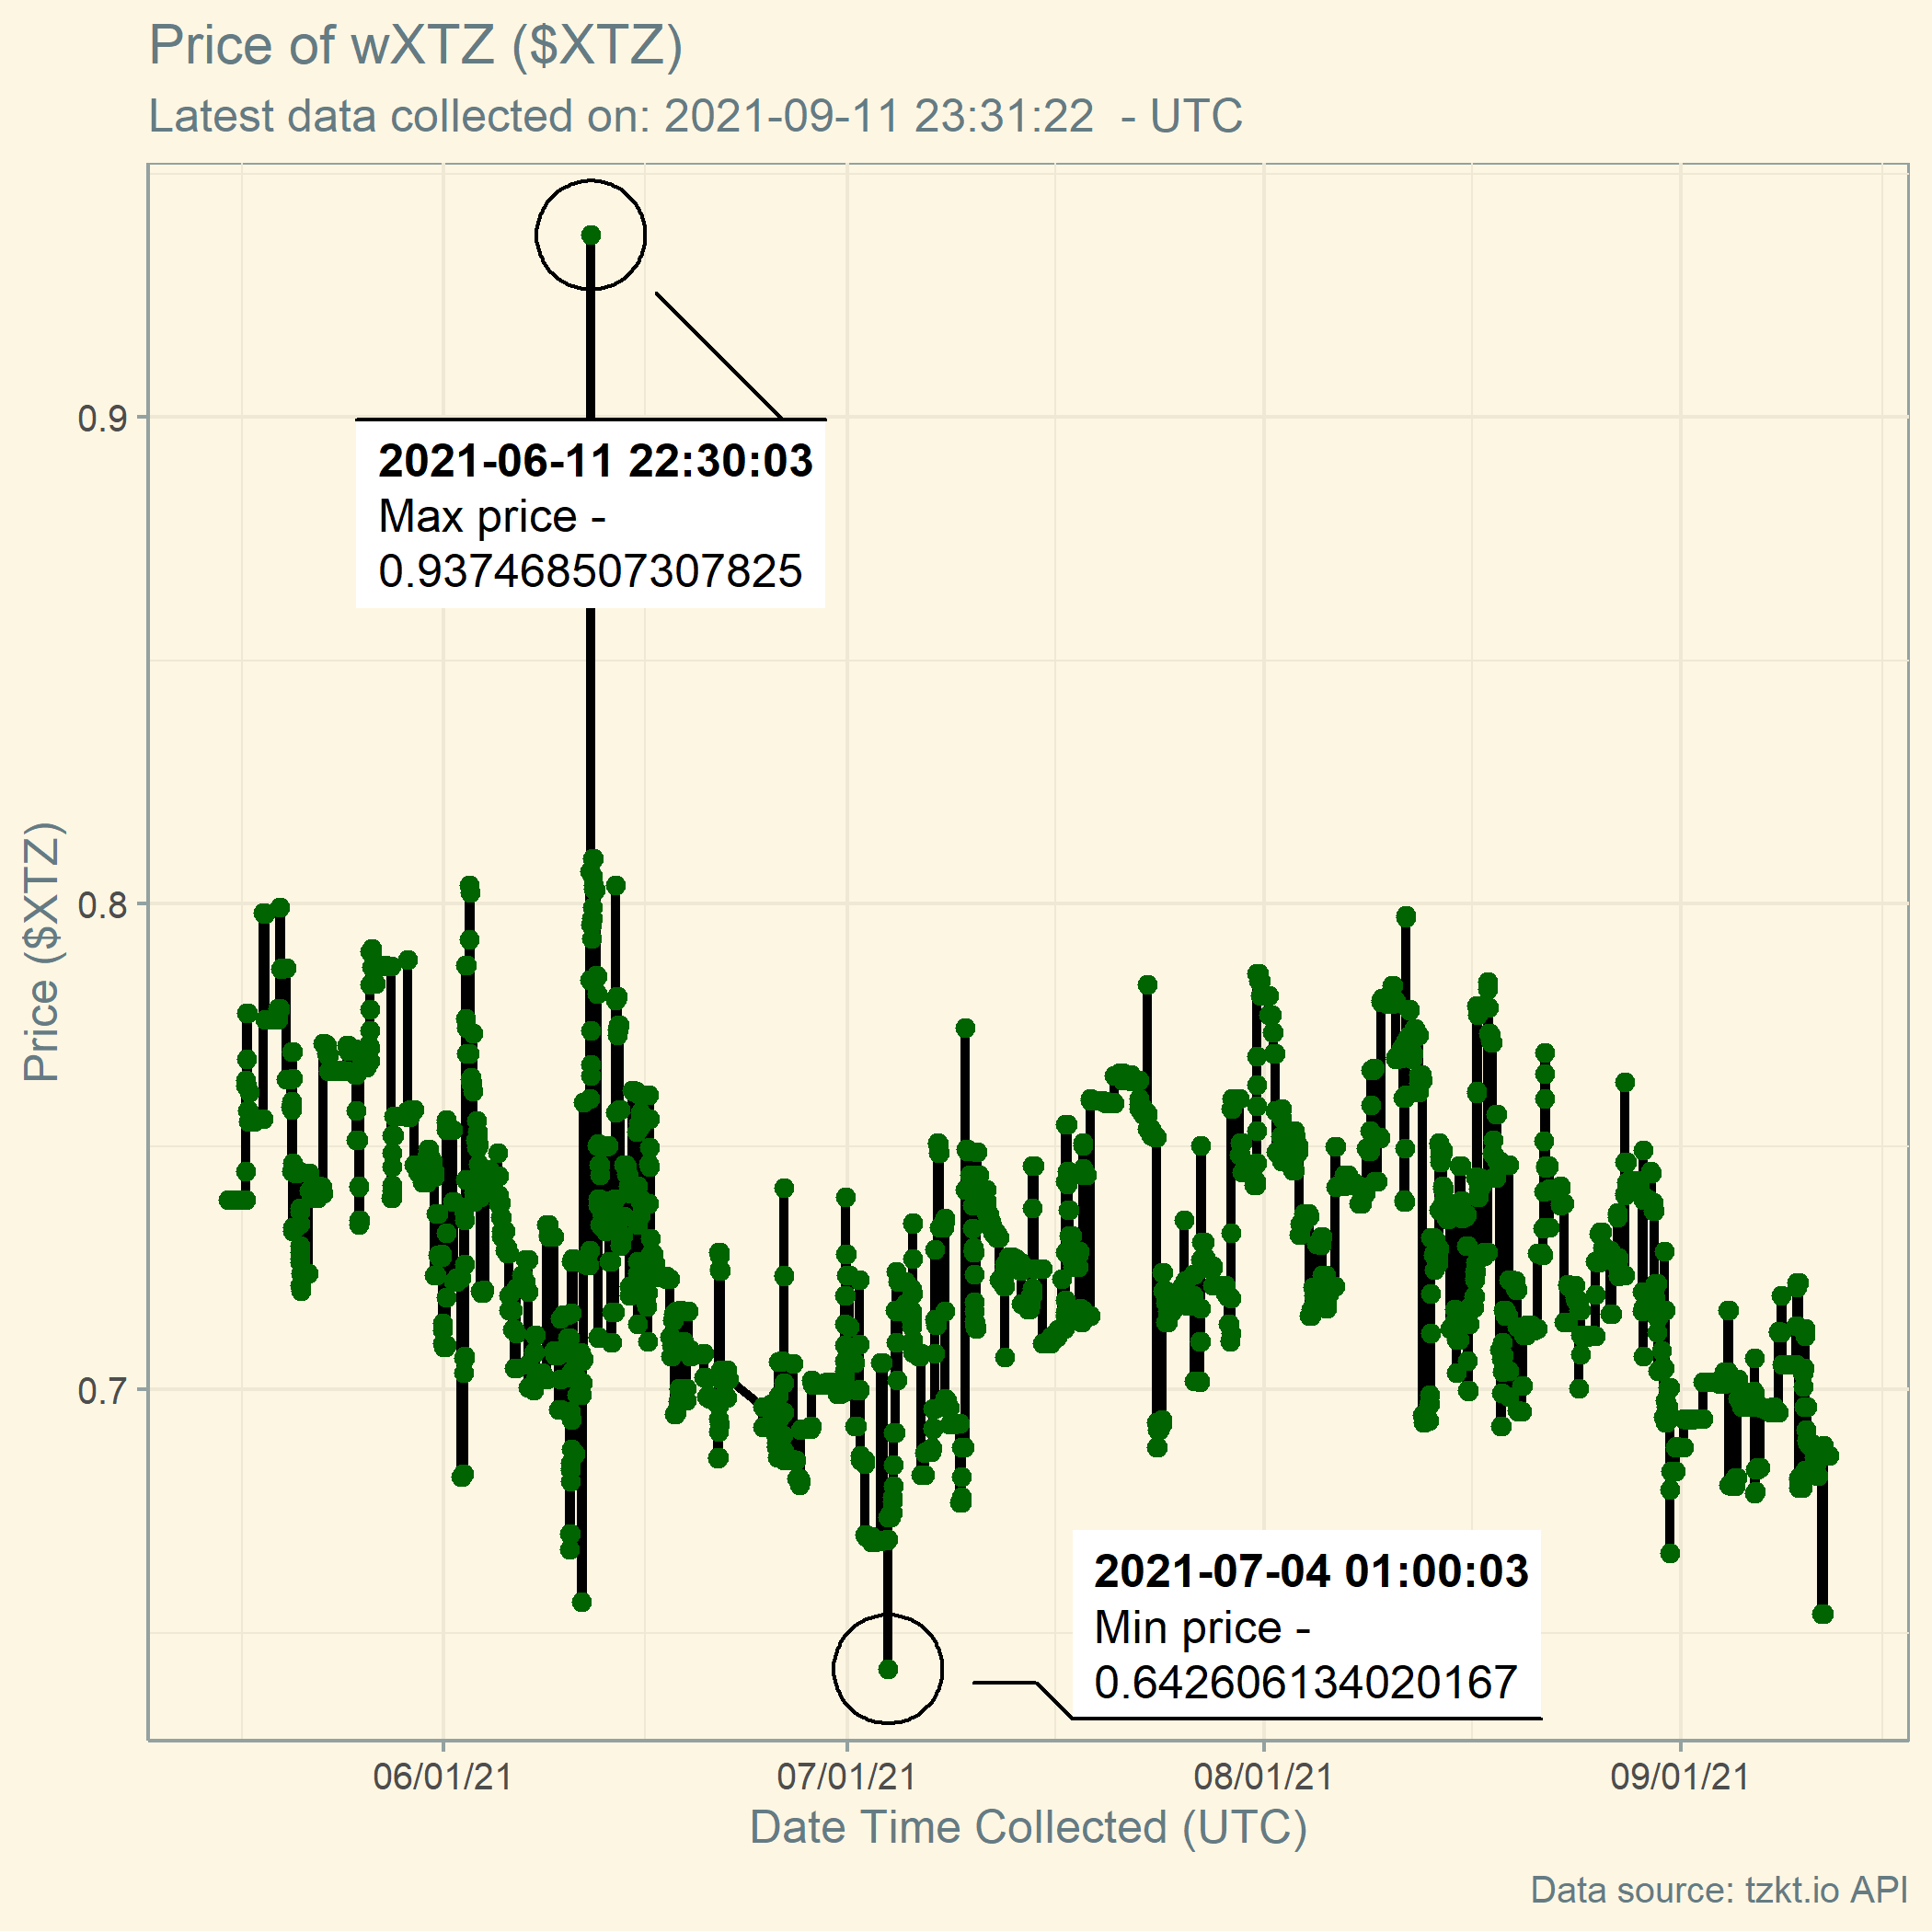 Price of wXTZ ($XTZ)
Latest data collected on: 2021-09-11 23:31:22  - UTC
Price ($XTZ)
0.9
0.8
0.7
2021-06-11 22:30:03
Max price -
0.937468507307825
2021-07-04 01:00:03
Min price -
0.642606134020167
06/01/21
07/01/21
08/01/21
09/01/21
Date Time Collected (UTC)
Data source: tzkt.io API